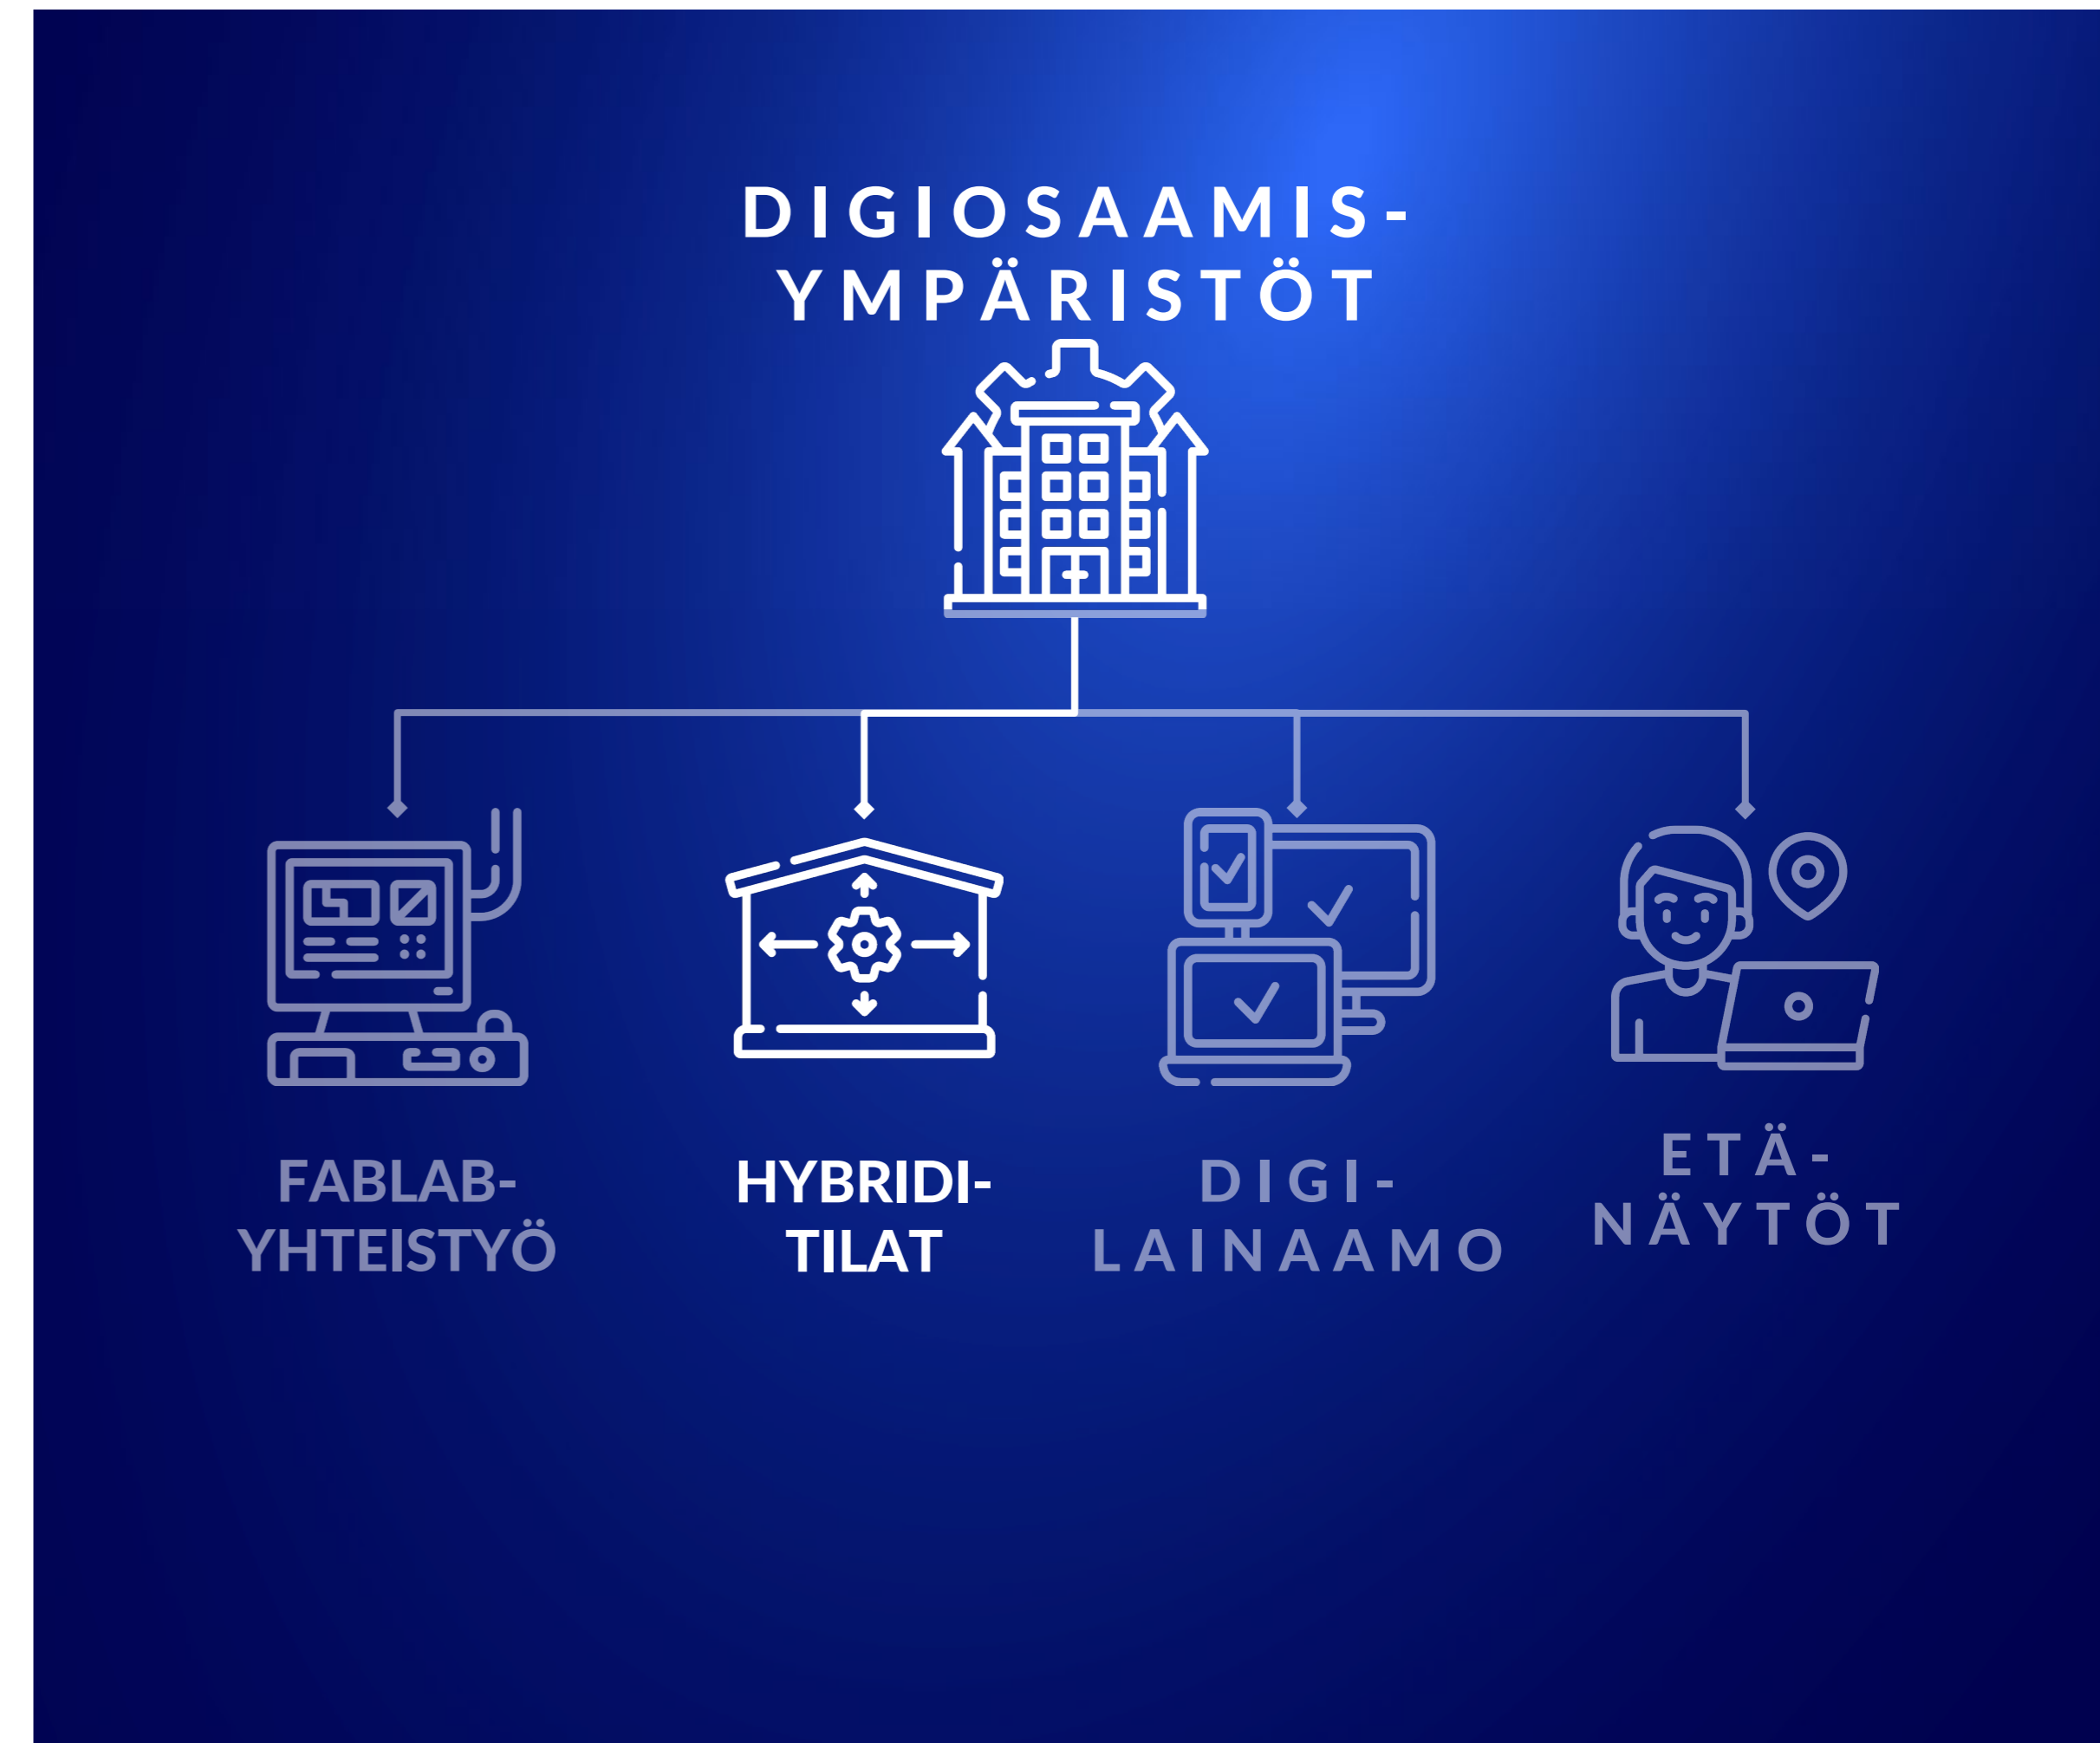 DIGIOSAAMIS-
YMPÄRISTÖT
FABLAB-
YHTEISTYÖ
HYBRIDI-
TILAT
DIGI-
LAINAAMO
ETÄ-
NÄYTÖT